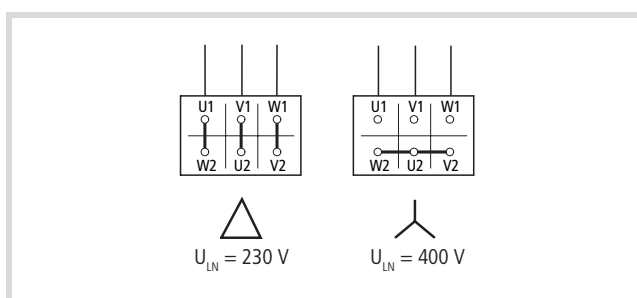 U1 V1 W1 U1 V1 W1
W2 U2 V2 W2 U2 V2
U_LN = 230 V U_LN = 400 V